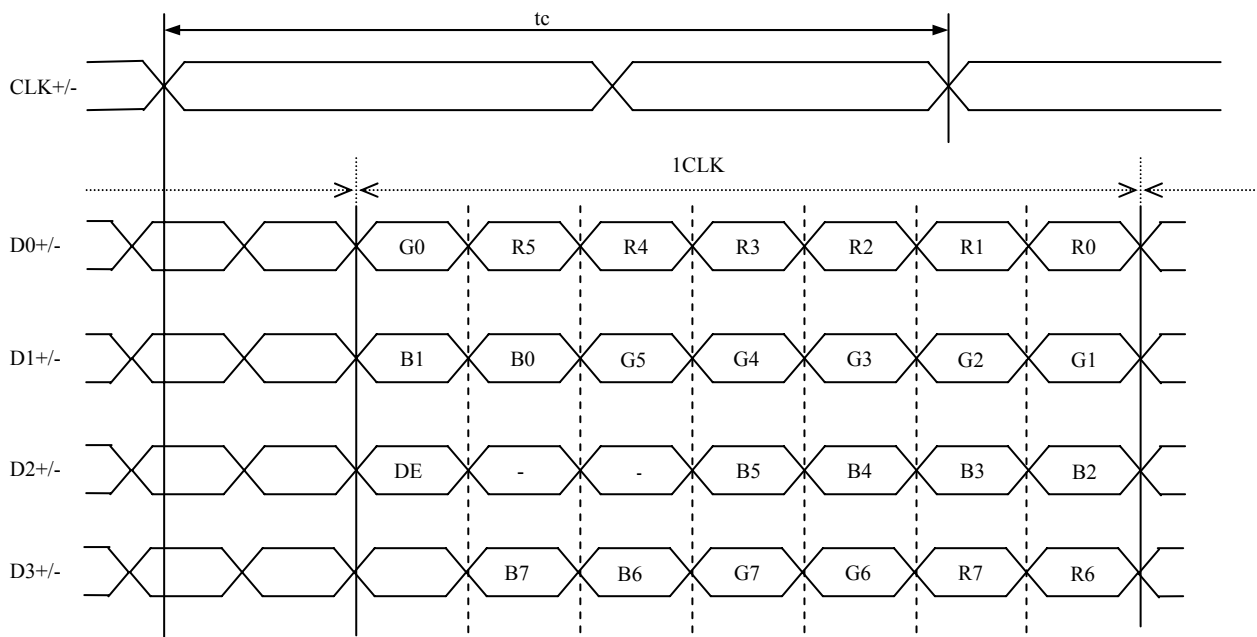 tc
CLK+/-
1CLK
D0+/- G0 R5 R4 R3 R2 R1 R0
D1+/- B1 B0 G5 G4 G3 G2 G1
D2+/- DE - - B5 B4 B3 B2
D3+/- B7 B6 G7 G6 R7 R6